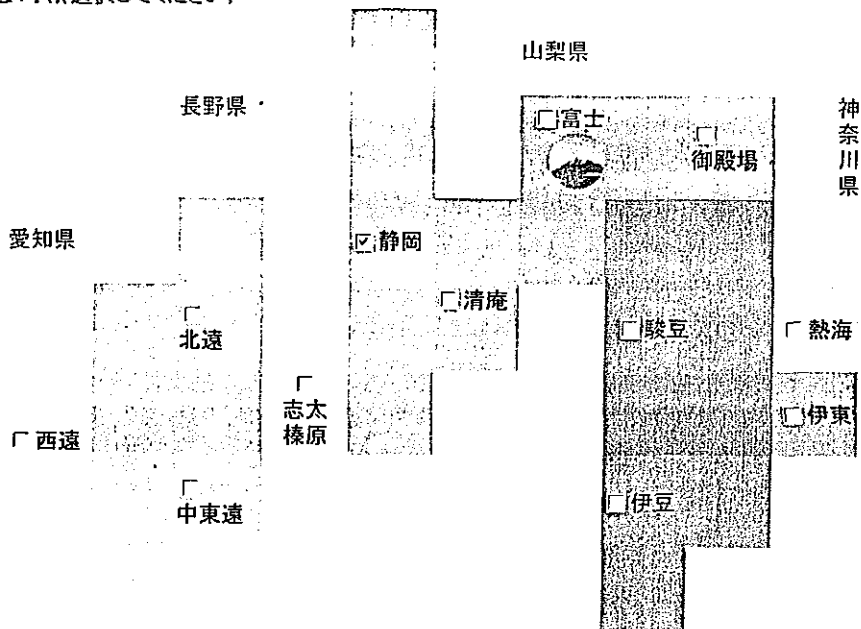 山梨県
長野県
神奈川県
富士
御殿場
愛知県
静岡
清庵
北遠
駿豆
熱海
志太
榛原
伊東
西遠
中東遠
伊豆